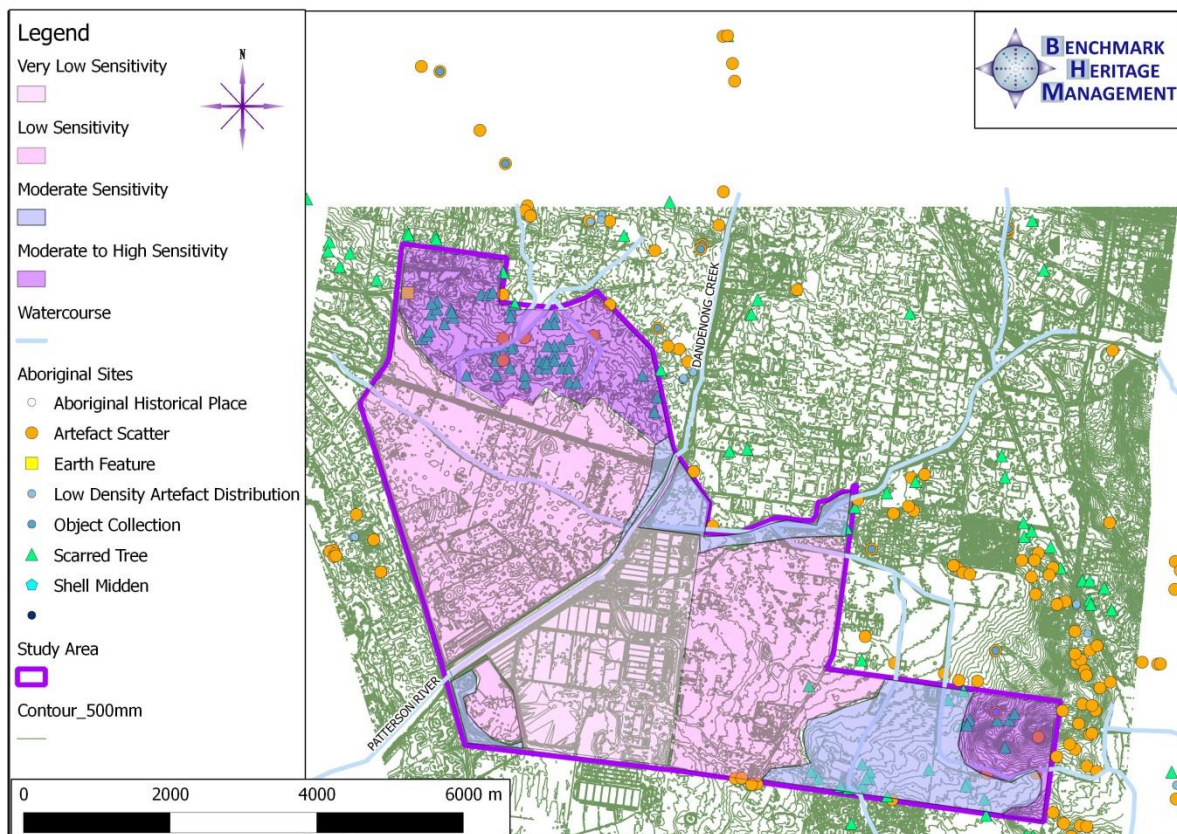 Legend
Very Low Sensitivity
Low Sensitivity
Moderate Sensitivity
Moderate to High Sensitivity
Watercourse
Aboriginal Sites
Aboriginal Historical Place
Artefact Scatter
Earth Feature
Low Density Artefact Distribution
Object Collection
Scarred Tree
Shell Midden
Study Area
Contour_500mm
0 2000 4000 6000 m
N
BENCHMARK
HERITAGE
MANAGEMENT
DANDENONG CREEK
PATTERSON RIVER